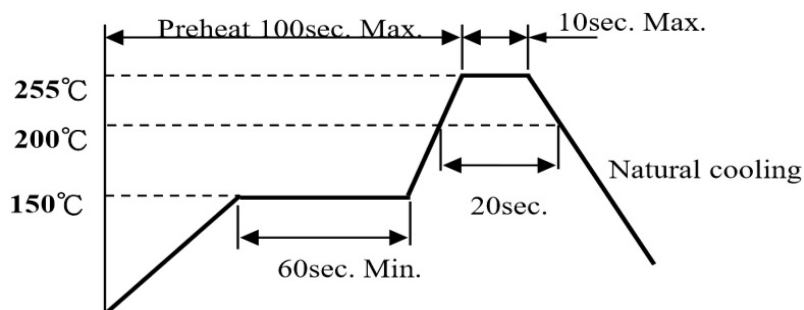 Preheat 100sec. Max.
10sec. Max.
255℃
200℃
150℃
Natural cooling
20sec.
60sec. Min.